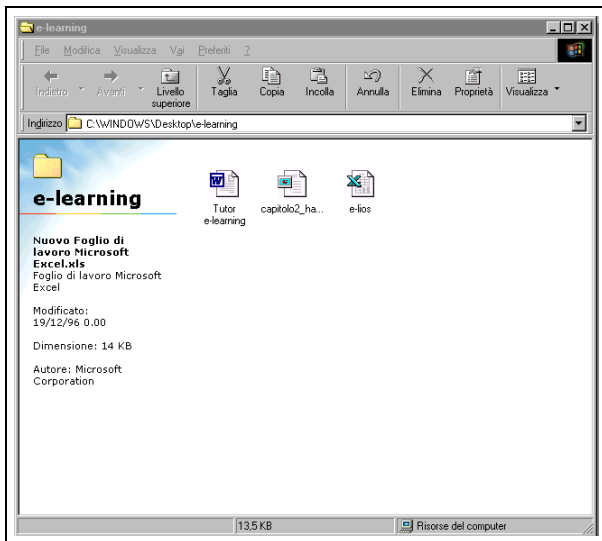 e-learning
File Modifica Visualizza Vai Preferiti ?
Indietro Avanti Livello superiore Taglia Copia Incolla Annulla Elimina Proprietà Visualizza
Indirizzo C:\WINDOWS\Desktop\e-learning
e-learning
Nuovo Foglio di
lavoro Microsoft
Excel.xls
Foglio di lavoro Microsoft
Excel
Modificato:
19/12/96 0.00
Dimensione: 14 KB
Autore: Microsoft
Corporation
Tutor
e-learning
capitolo2_ha...
e-lios
13,5 KB
Risorse del computer